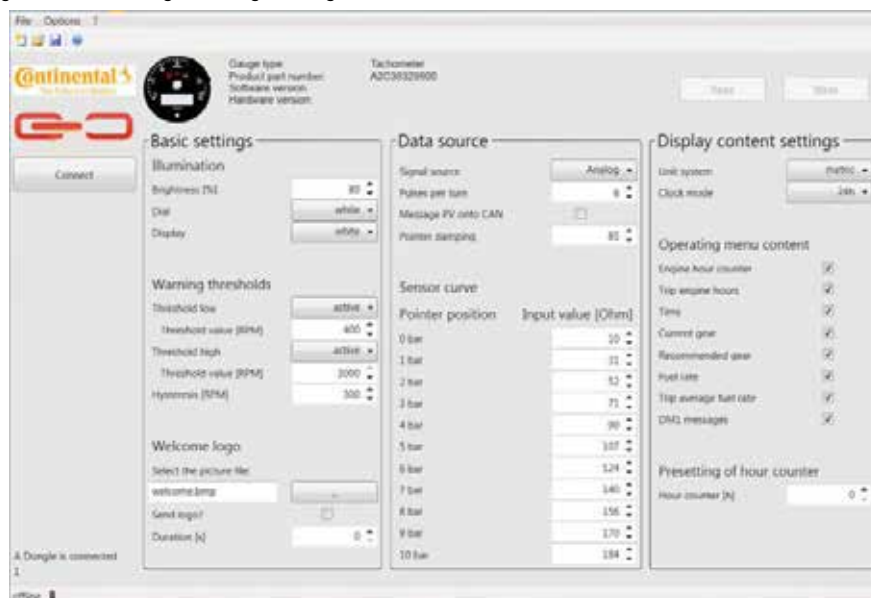 File Options ?
Continental
Gauge type Tachometer
Product part number:
Software version:
Hardware version:
Basic settings
Illumination
Brightness [%] 80
Dial white
Display white
Warning thresholds
Threshold low active
Threshold value [RPM] 400
Threshold high active
Threshold value [RPM] 3000
Hysteresis [RPM] 300
Welcome logo
Select the picture file:
welcome.bmp
Send logo?
Duration [s] 0
Data source
Signal source Analog
Pulses per turn 6
Message PV onto CAN
Pointer damping 85
Sensor curve
Pointer position Input value [Ohm]
0 bar 10
1 bar 31
2 bar 52
3 bar 71
4 bar 90
5 bar 107
6 bar 124
7 bar 140
8 bar 156
9 bar 170
10 bar 184
Display content settings
Unit system metric
Clock mode 24h
Operating menu content
Engine hour counter
Trip engine hours
Time
Current gear
Recommended gear
Fuel rate
Trip average fuel rate
DM1 messages
Presetting of hour counter
Hour counter [h] 0
Connect
A Dongle is connected
1
offline